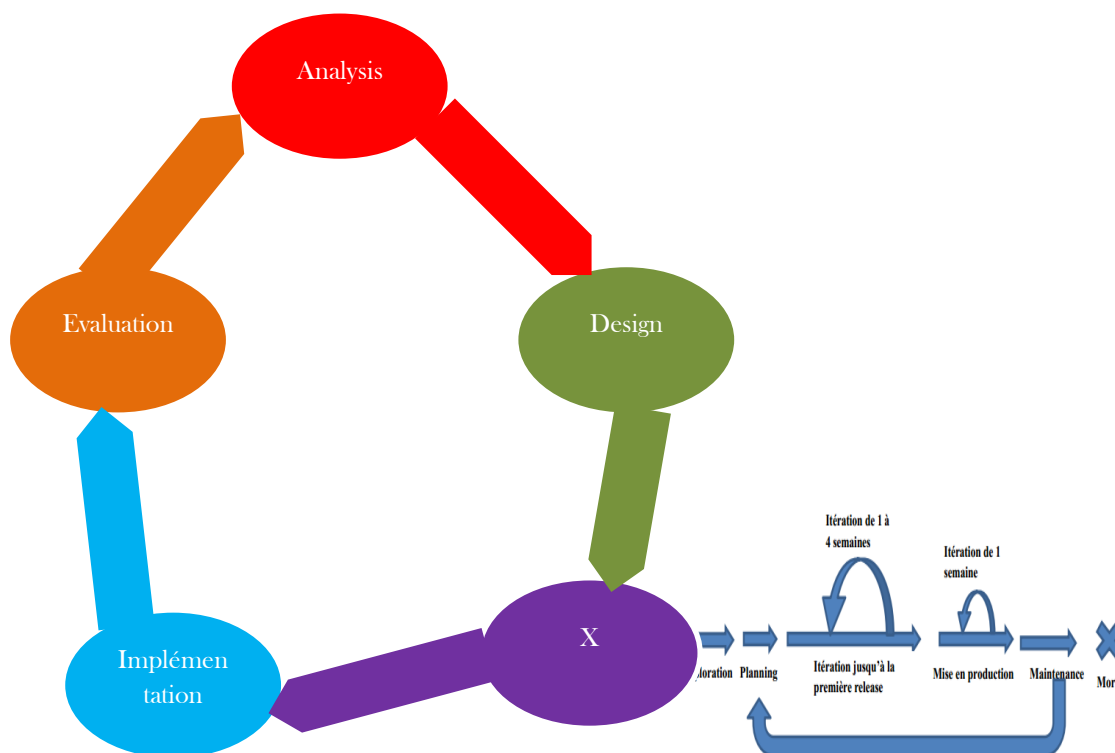 Analysis
Evaluation
Design
X
Implémen
tation
Itération de 1 à
4 semaines
Itération de 1
semaine
Planning
Itération jusqu'à la
première release
Mise en production
Maintenance